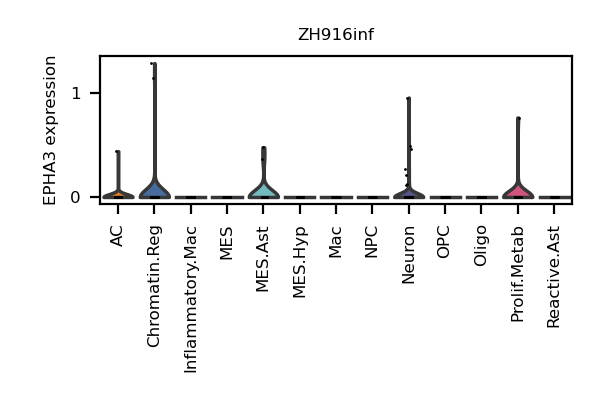 ZH916inf
EPHA3 expression
1
0
AC
Chromatin.Reg
Inflammatory.Mac
MES
MES.Ast
MES.Hyp
Mac
NPC
Neuron
OPC
Oligo
Prolif.Metab
Reactive.Ast